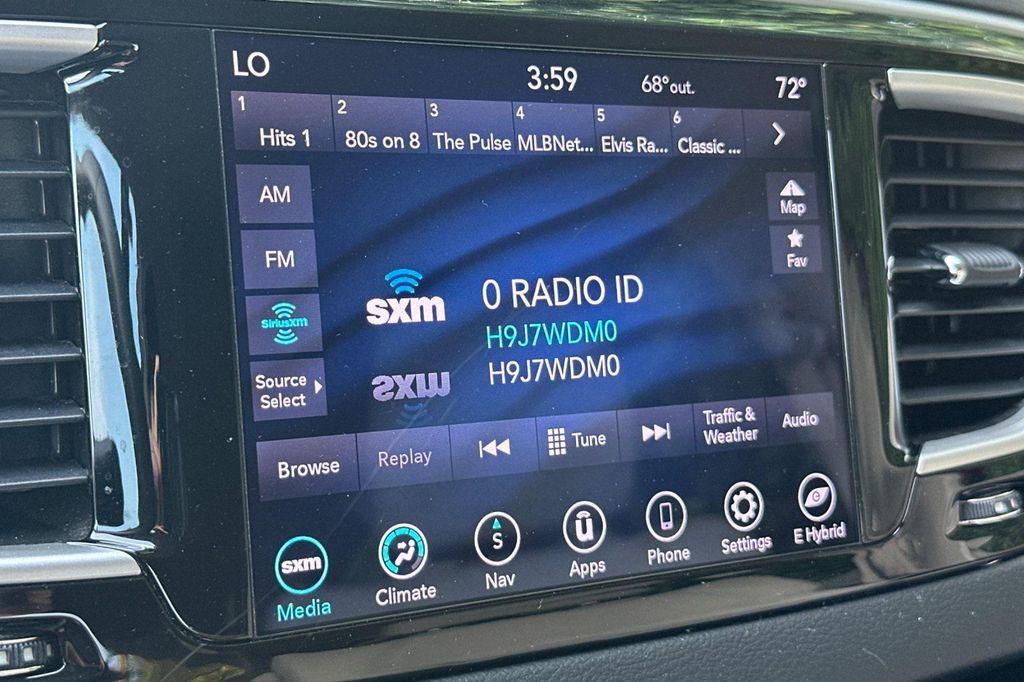 LO 3:59 68° out. 72°
1 Hits 1
2 80s on 8
3 The Pulse
4 MLBNet...
5 Elvis Ra...
6 Classic ...
AM
FM
SiriusXM
Source
Select
Map
Fav
sxm
0 RADIO ID
H9J7WDM0
H9J7WDM0
Browse
Replay
Tune
Traffic &
Weather
Audio
sxm
Media
Climate
S
Nav
Apps
Phone
Settings
E Hybrid